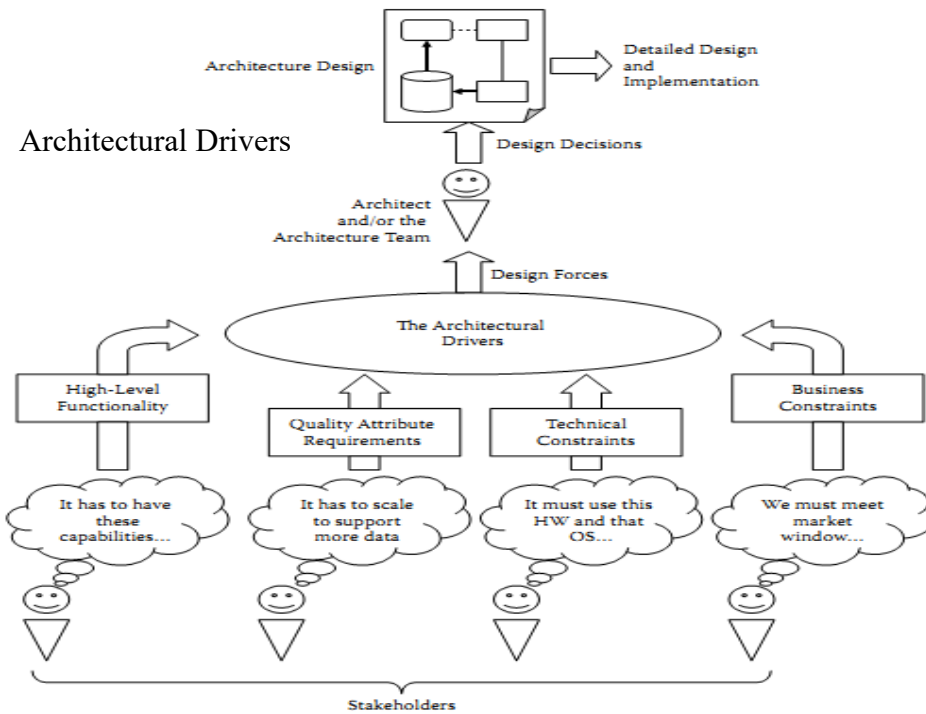 Architecture Design
Detailed Design
and
Implementation
Architectural Drivers
Design Decisions
Architect
and/or the
Architecture Team
Design Forces
The Architectural
Drivers
High-Level
Functionality
Quality Attribute
Requirements
Technical
Constraints
Business
Constraints
It has to have
these
capabilities...
It has to scale
to support
more data
It must use this
HW and that
OS...
We must meet
market
window...
Stakeholders